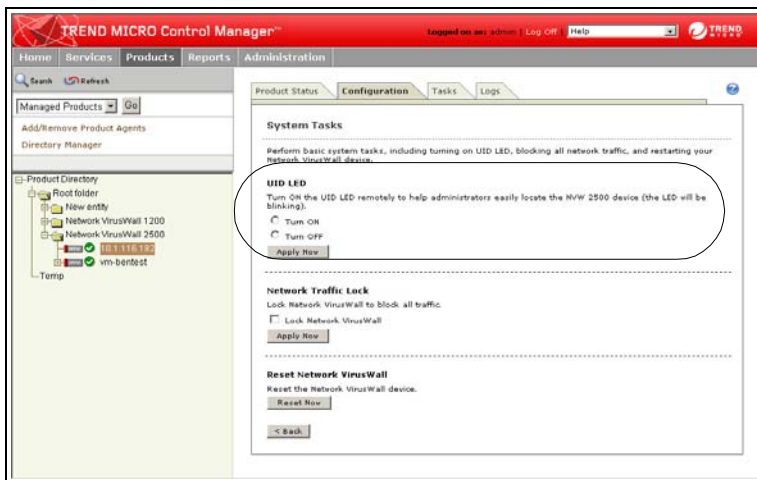 TREND MICRO Control Manager™
Logged on as: admin | Log Off | Help
TREND MICRO
Home Services Products Reports Administration
Search Refresh
Managed Products Go
Add/Remove Product Agents
Directory Manager
Product Directory
Root folder
New entity
Network VirusWall 1200
Network VirusWall 2500
10.1.116.182
vm-bentest
Temp
Product Status Configuration Tasks Logs
System Tasks
Perform basic system tasks, including turning on UID LED, blocking all network traffic, and restarting your
Network VirusWall device.
UID LED
Turn ON the UID LED remotely to help administrators easily locate the NVW 2500 device (the LED will be
blinking).
Turn ON
Turn OFF
Apply Now
Network Traffic Lock
Lock Network VirusWall to block all traffic.
Lock Network VirusWall
Apply Now
Reset Network VirusWall
Reset the Network VirusWall device.
Reset Now
< Back